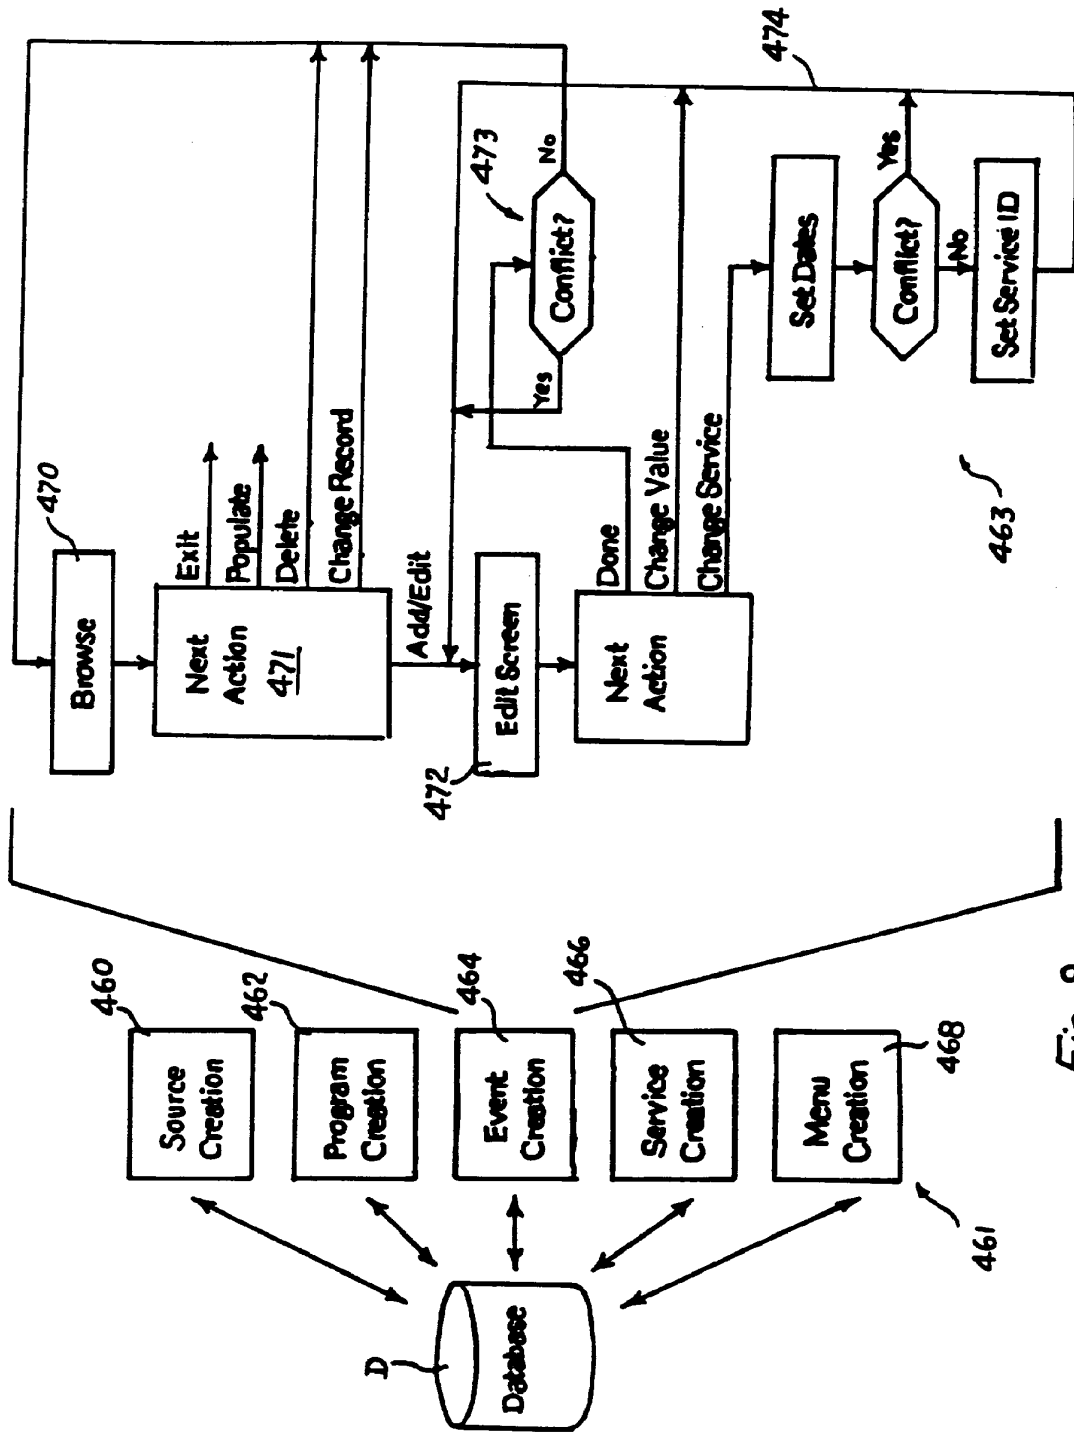 D
Database
460
Source
Creation
462
Program
Creation
464
Event
Creation
466
Service
Creation
468
Menu
Creation
461
470
Browse
Next
Action
471
Exit
Populate
Delete
Change Record
Add/Edit
472
Edit Screen
Next
Action
Done
Change Value
Change Service
473
Conflict?
Yes
No
Set Dates
Conflict?
Yes
No
Set Service ID
474
463